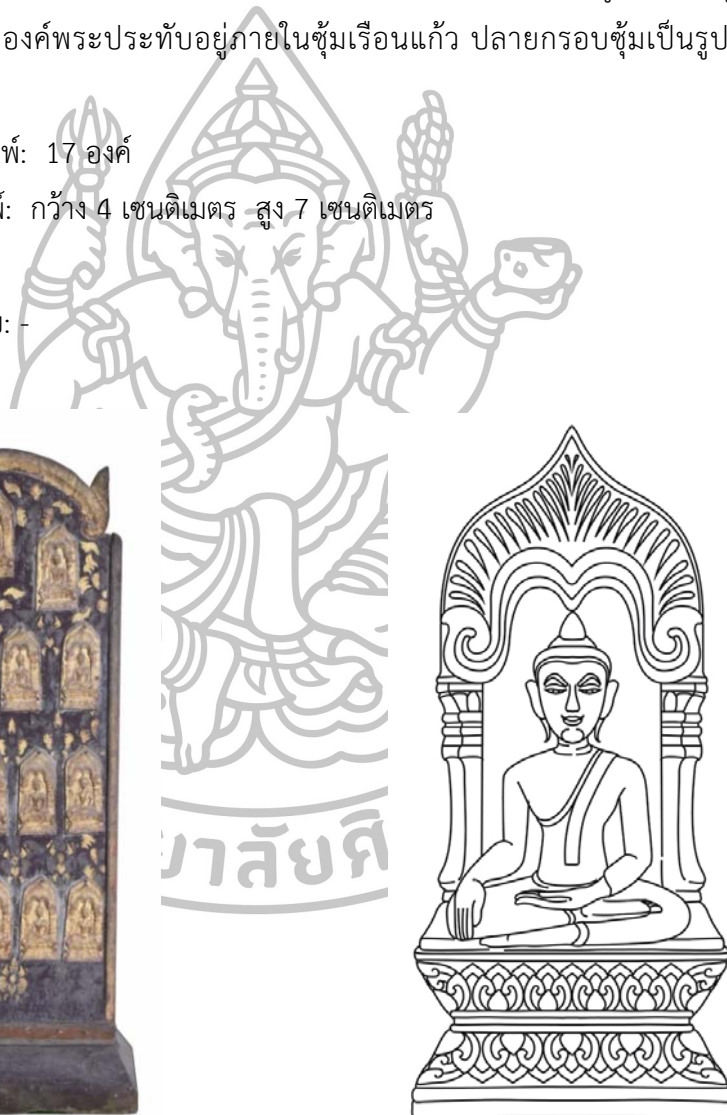 องค์พระประทับอยู่ภายในซุ้มเรือนแก้ว ปลายกรอบซุ้มเป็นรูป
17 องค์
กว้าง 4 เซนติเมตร สูง 7 เซนติเมตร
-